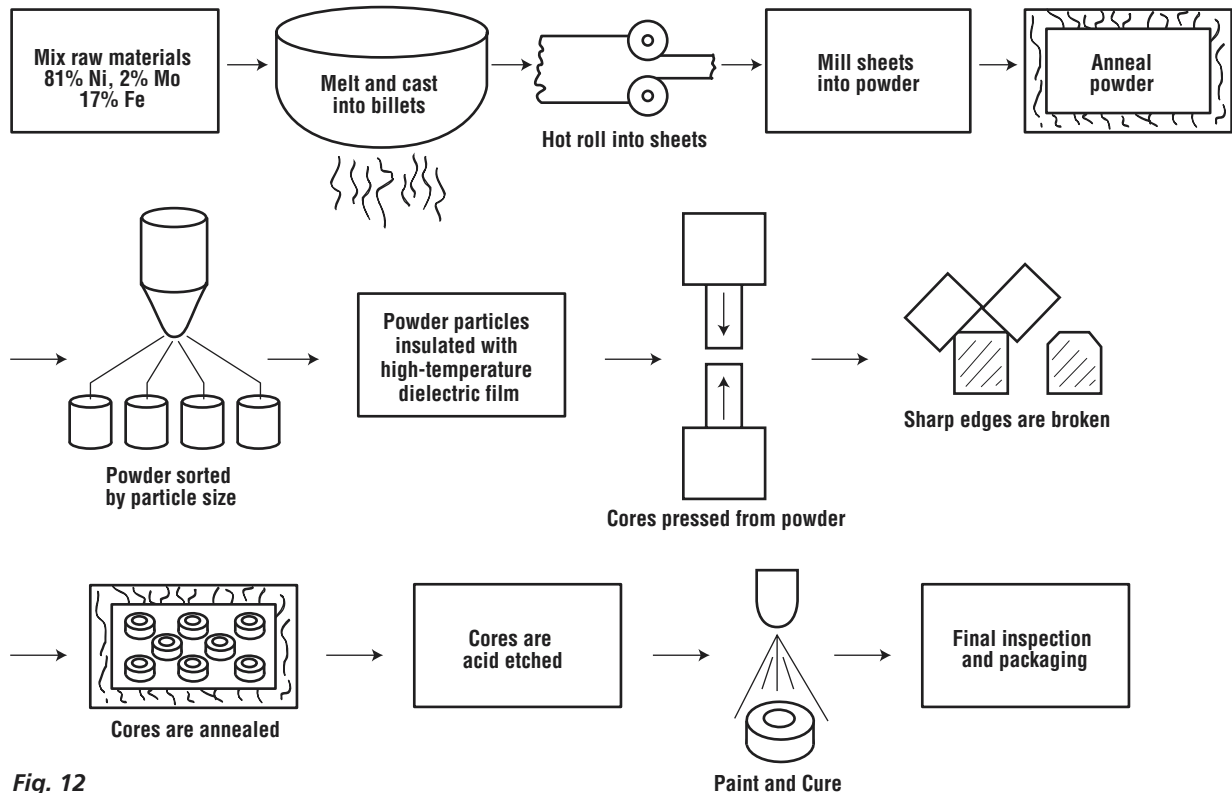 Mix raw materials
81% Ni, 2% Mo
17% Fe
Melt and cast
into billets
Hot roll into sheets
Mill sheets
into powder
Anneal
powder
Powder sorted
by particle size
Powder particles
insulated with
high-temperature
dielectric film
Cores pressed from powder
Sharp edges are broken
Cores are annealed
Cores are
acid etched
Paint and Cure
Final inspection
and packaging
Fig. 12